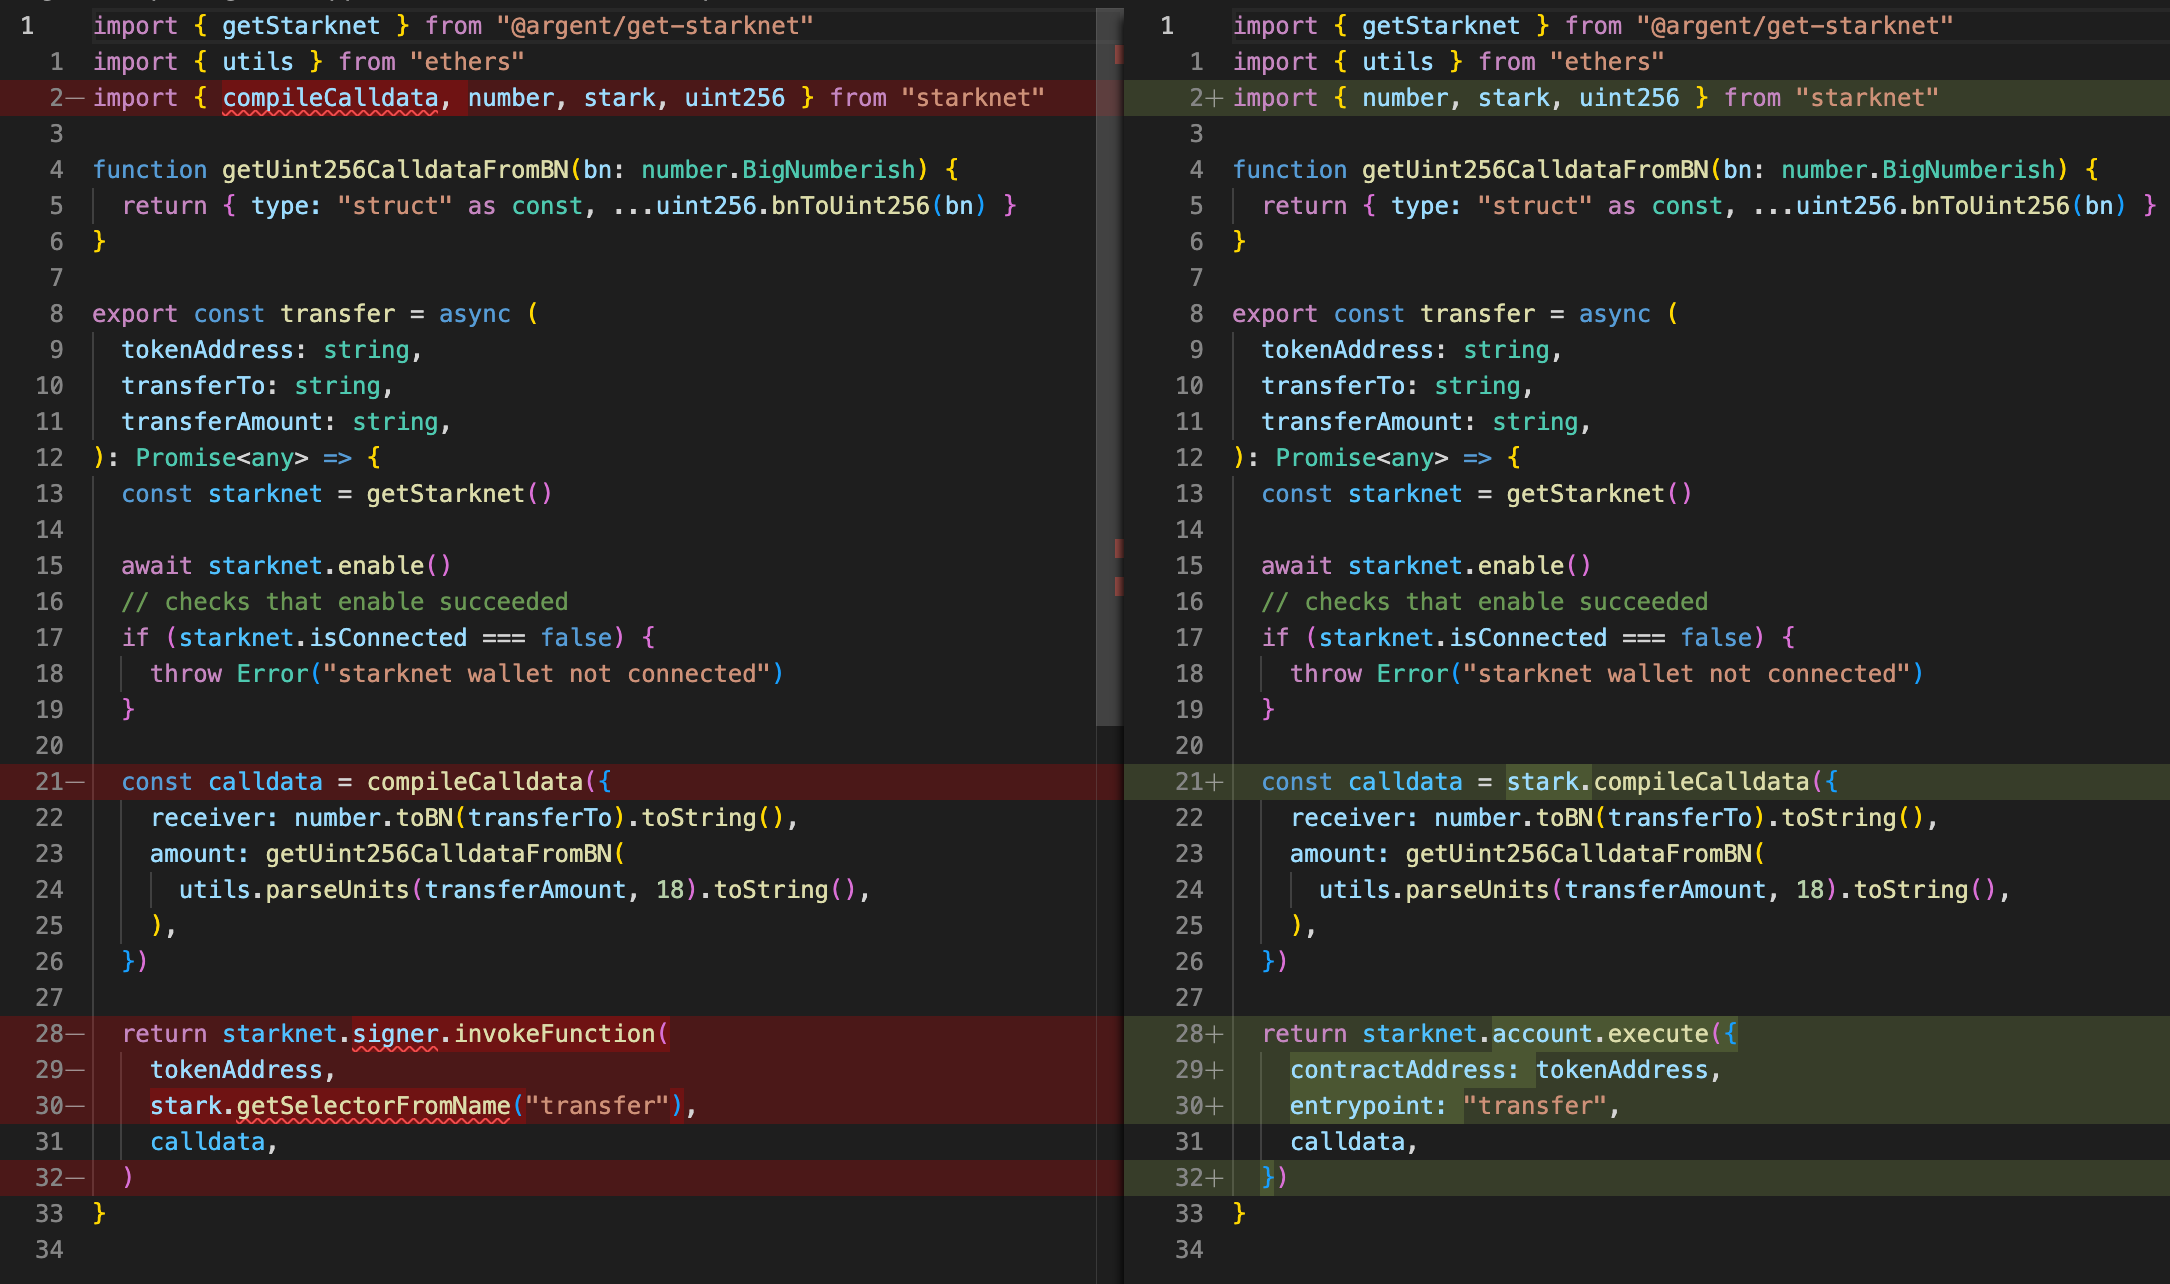 1 import { getStarknet } from "@argent/get-starknet"
1 import { utils } from "ethers"
2— import { compileCalldata, number, stark, uint256 } from "starknet"
3
4 function getUint256CalldataFromBN(bn: number.BigNumberish) {
5 return { type: "struct" as const, ...uint256.bnToUint256(bn) }
6 }
7
8 export const transfer = async (
9 tokenAddress: string,
10 transferTo: string,
11 transferAmount: string,
12 ): Promise<any> => {
13 const starknet = getStarknet()
14
15 await starknet.enable()
16 // checks that enable succeeded
17 if (starknet.isConnected === false) {
18 throw Error("starknet wallet not connected")
19 }
20
21— const calldata = compileCalldata({
22 receiver: number.toBN(transferTo).toString(),
23 amount: getUint256CalldataFromBN(
24 utils.parseUnits(transferAmount, 18).toString(),
25 ),
26 })
27
28— return starknet.signer.invokeFunction(
29— tokenAddress,
30— stark.getSelectorFromName("transfer"),
31 calldata,
32— )
33 }
34
1 import { getStarknet } from "@argent/get-starknet"
1 import { utils } from "ethers"
2+ import { number, stark, uint256 } from "starknet"
3
4 function getUint256CalldataFromBN(bn: number.BigNumberish) {
5 return { type: "struct" as const, ...uint256.bnToUint256(bn) }
6 }
7
8 export const transfer = async (
9 tokenAddress: string,
10 transferTo: string,
11 transferAmount: string,
12 ): Promise<any> => {
13 const starknet = getStarknet()
14
15 await starknet.enable()
16 // checks that enable succeeded
17 if (starknet.isConnected === false) {
18 throw Error("starknet wallet not connected")
19 }
20
21+ const calldata = stark.compileCalldata({
22 receiver: number.toBN(transferTo).toString(),
23 amount: getUint256CalldataFromBN(
24 utils.parseUnits(transferAmount, 18).toString(),
25 ),
26 })
27
28+ return starknet.account.execute({
29+ contractAddress: tokenAddress,
30+ entrypoint: "transfer",
31 calldata,
32+ })
33 }
34